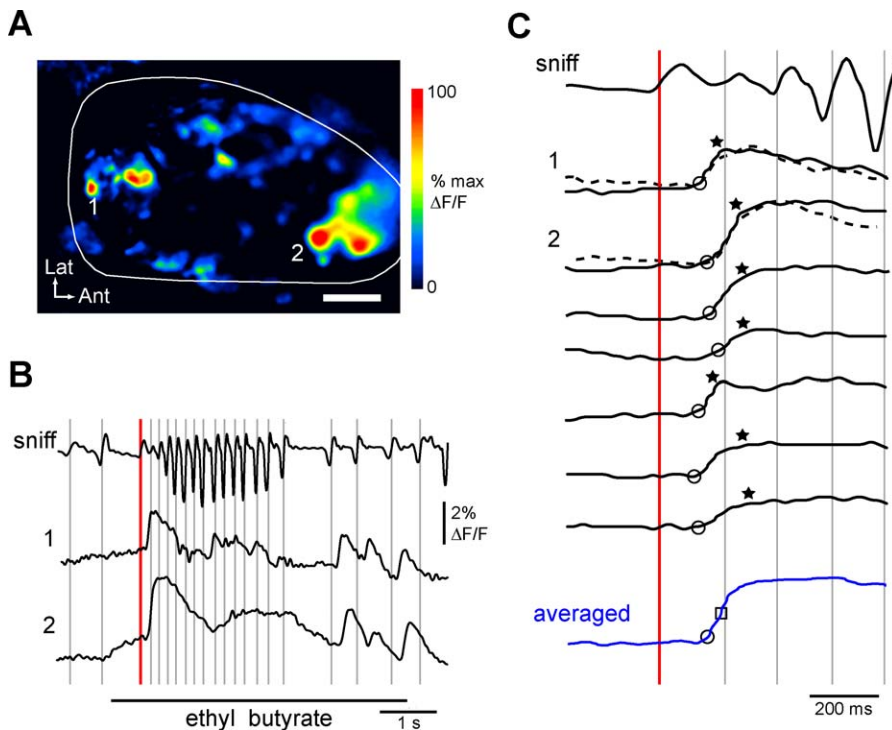 A
100
% max
ΔF/F
0
1
2
Lat
Ant
B
sniff
1
2% 
ΔF/F
2
ethyl butyrate
1 s
C
sniff
1
2
averaged
200 ms